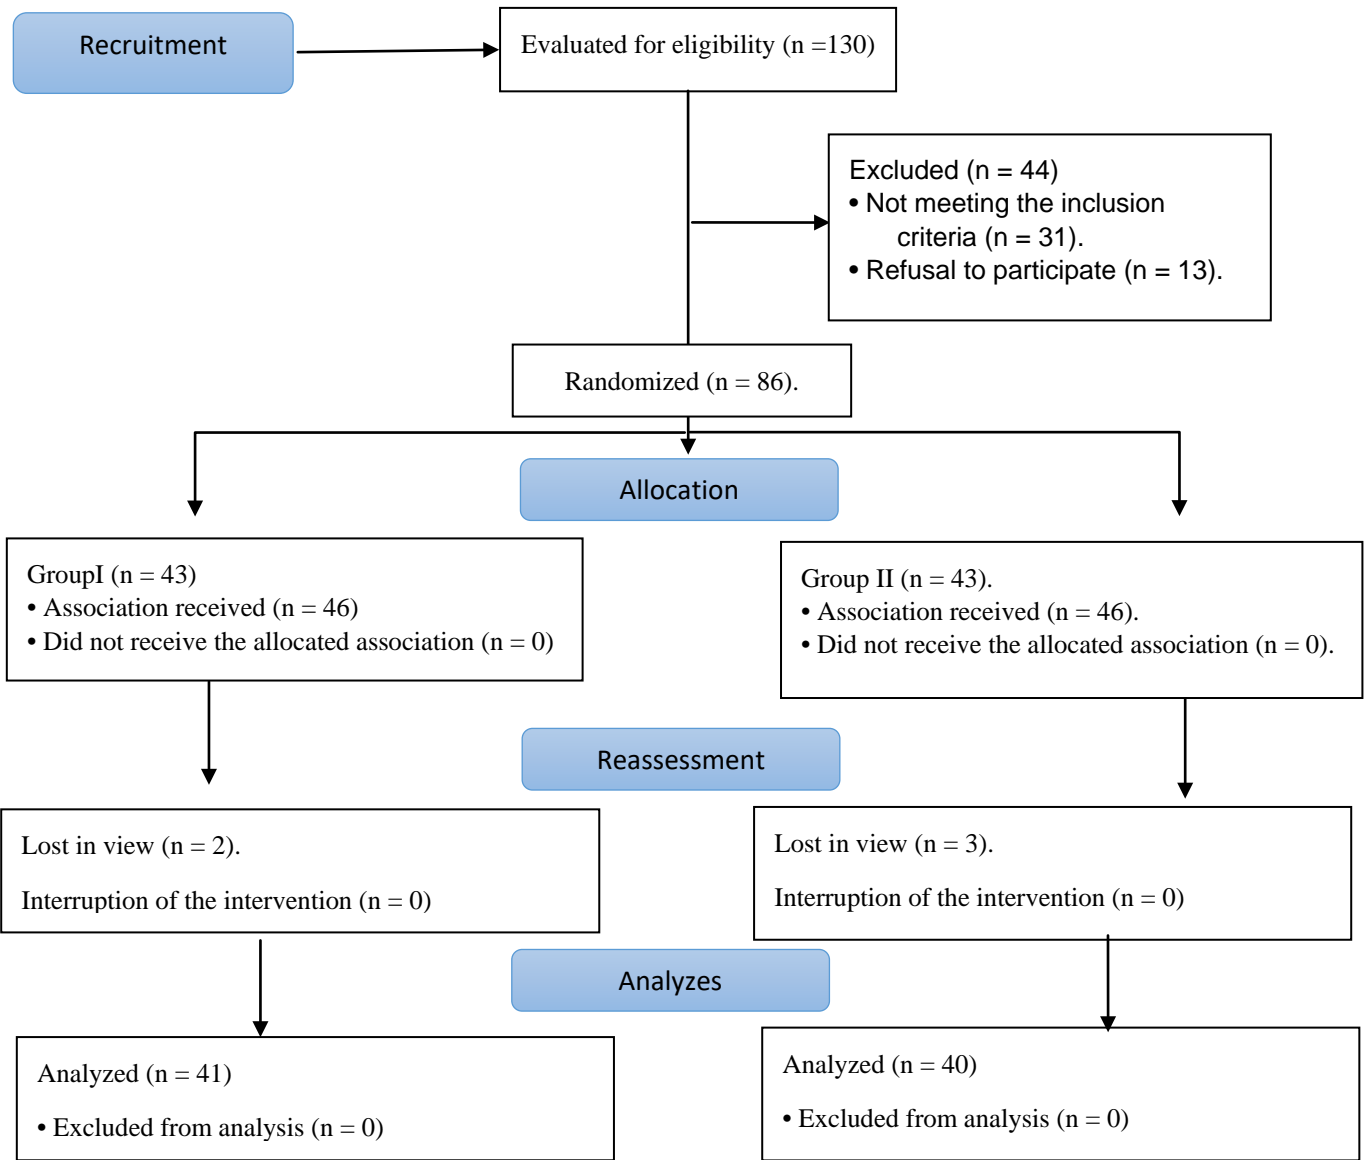 Recruitment
Evaluated for eligibility (n =130)
Excluded (n = 44)
• Not meeting the inclusion
criteria (n = 31).
• Refusal to participate (n = 13).
Randomized (n = 86).
Allocation
GroupI (n = 43)
• Association received (n = 46)
• Did not receive the allocated association (n = 0)
Group II (n = 43).
• Association received (n = 46).
• Did not receive the allocated association (n = 0).
Reassessment
Lost in view (n = 2).
Interruption of the intervention (n = 0)
Lost in view (n = 3).
Interruption of the intervention (n = 0)
Analyzes
Analyzed (n = 41)
• Excluded from analysis (n = 0)
Analyzed (n = 40)
• Excluded from analysis (n = 0)